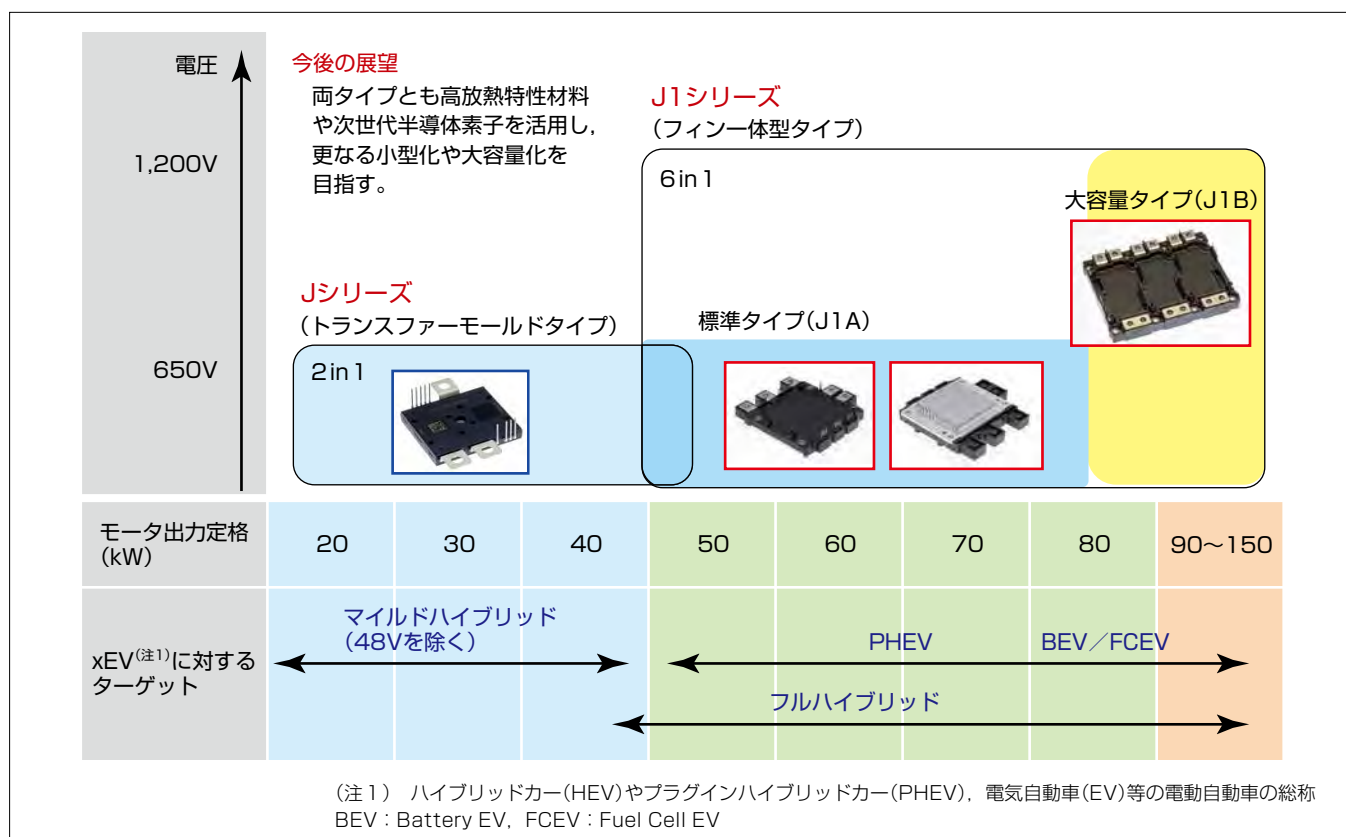 電圧
1,200V
650V
今後の展望
両タイプとも高放熱特性材料
や次世代半導体素子を活用し,
更なる小型化や大容量化を
目指す。
J1シリーズ
(フィン一体型タイプ)
6in1
大容量タイプ(J1B)
Jシリーズ
(トランスファーモールドタイプ)
2in1
標準タイプ(J1A)
モータ出力定格
(kW)
20 30 40 50 60 70 80 90〜150
xEV(注1)に対する
ターゲット
マイルドハイブリッド
(48Vを除く)
PHEV BEV/FCEV
フルハイブリッド
(注1) ハイブリッドカー(HEV)やプラグインハイブリッドカー(PHEV), 電気自動車(EV)等の電動自動車の総称
BEV:Battery EV, FCEV:Fuel Cell EV